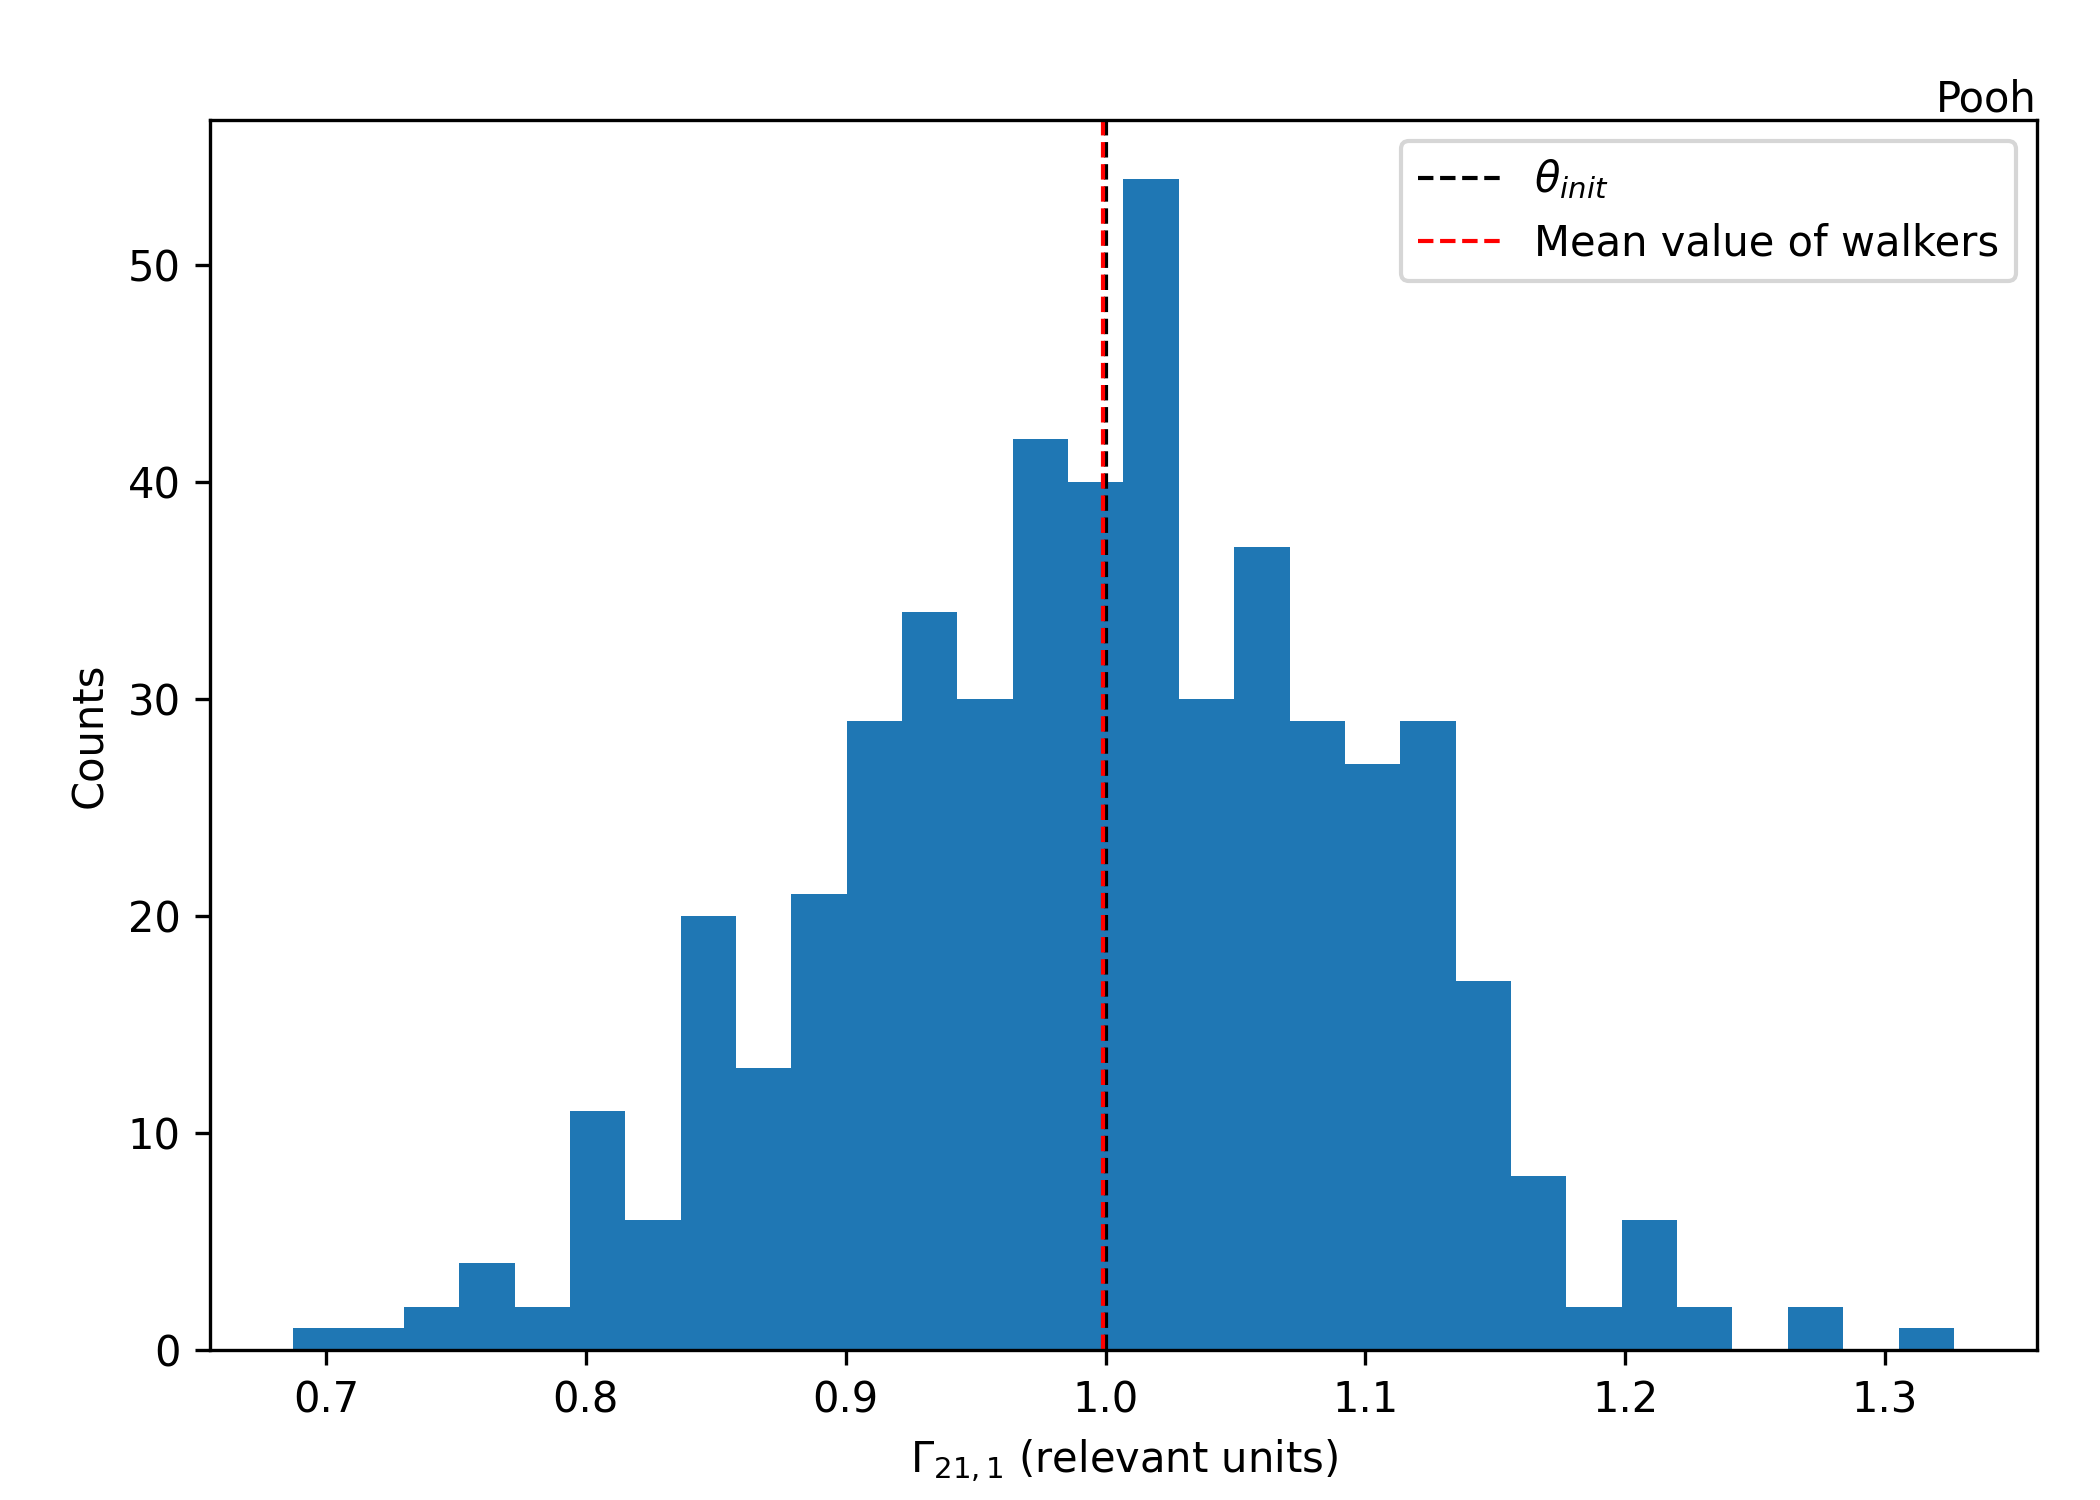 Pooh
θinit
Mean value of walkers
50
40
30
20
10
0
Counts
0.7 0.8 0.9 1.0 1.1 1.2 1.3
Γ21, 1 (relevant units)